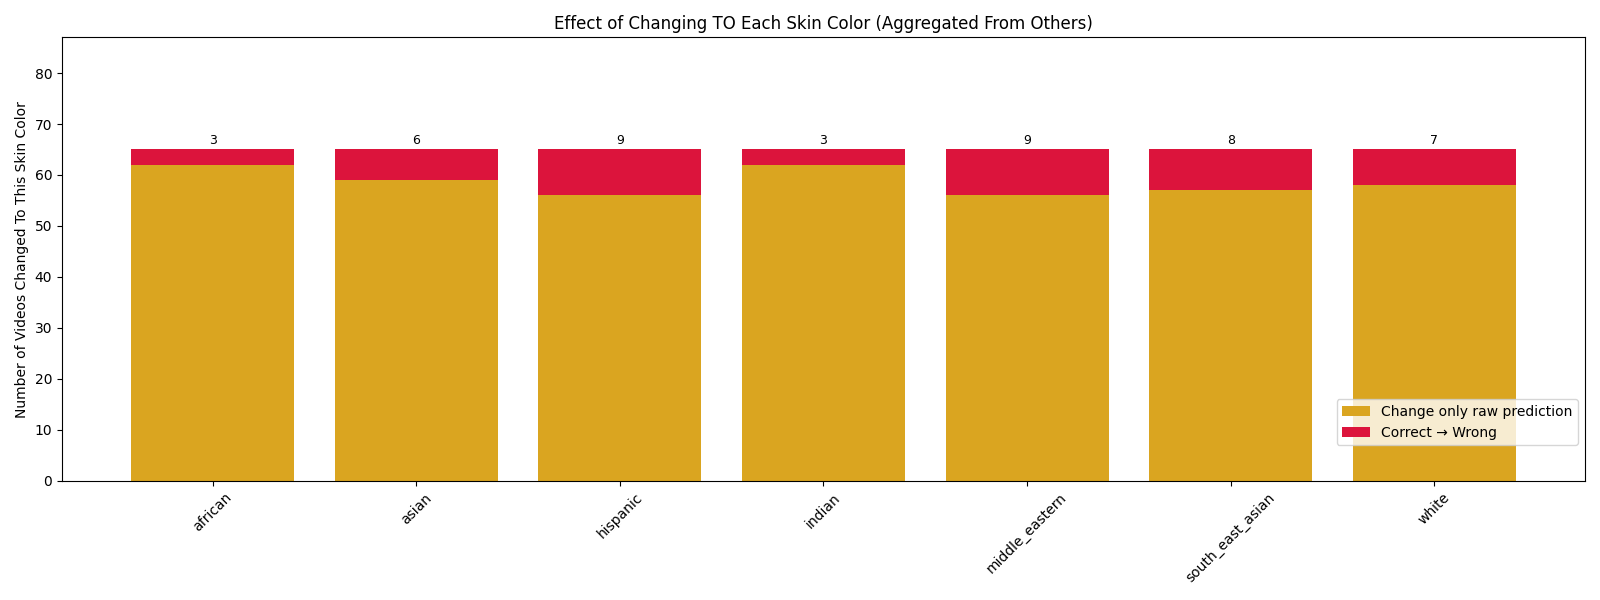 Effect of Changing TO Each Skin Color (Aggregated From Others)
Number of Videos Changed To This Skin Color
80
70
60
50
40
30
20
10
0
3
6
9
3
9
8
7
Change only raw prediction
Correct → Wrong
african
asian
hispanic
indian
middle_eastern
south_east_asian
white